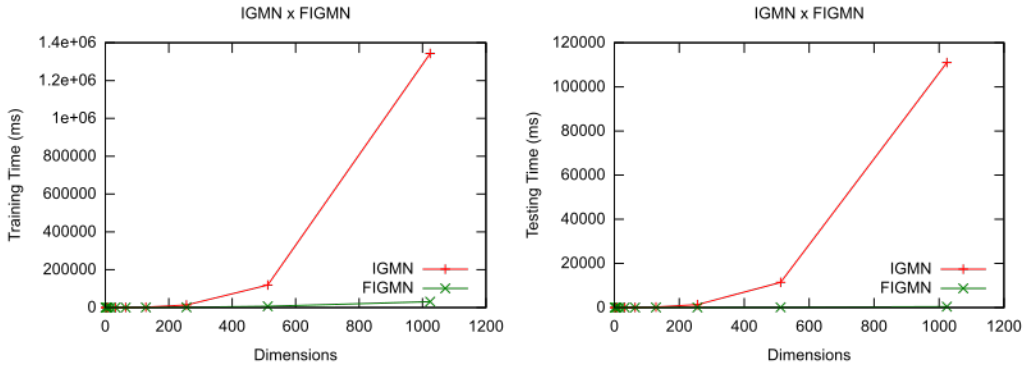 IGMN x FIGMN
1.4e+06
1.2e+06
1e+06
800000
600000
400000
200000
0
Training Time (ms)
IGMN
FIGMN
0 200 400 600 800 1000 1200
Dimensions
IGMN x FIGMN
120000
100000
80000
60000
40000
20000
0
Testing Time (ms)
IGMN
FIGMN
0 200 400 600 800 1000 1200
Dimensions